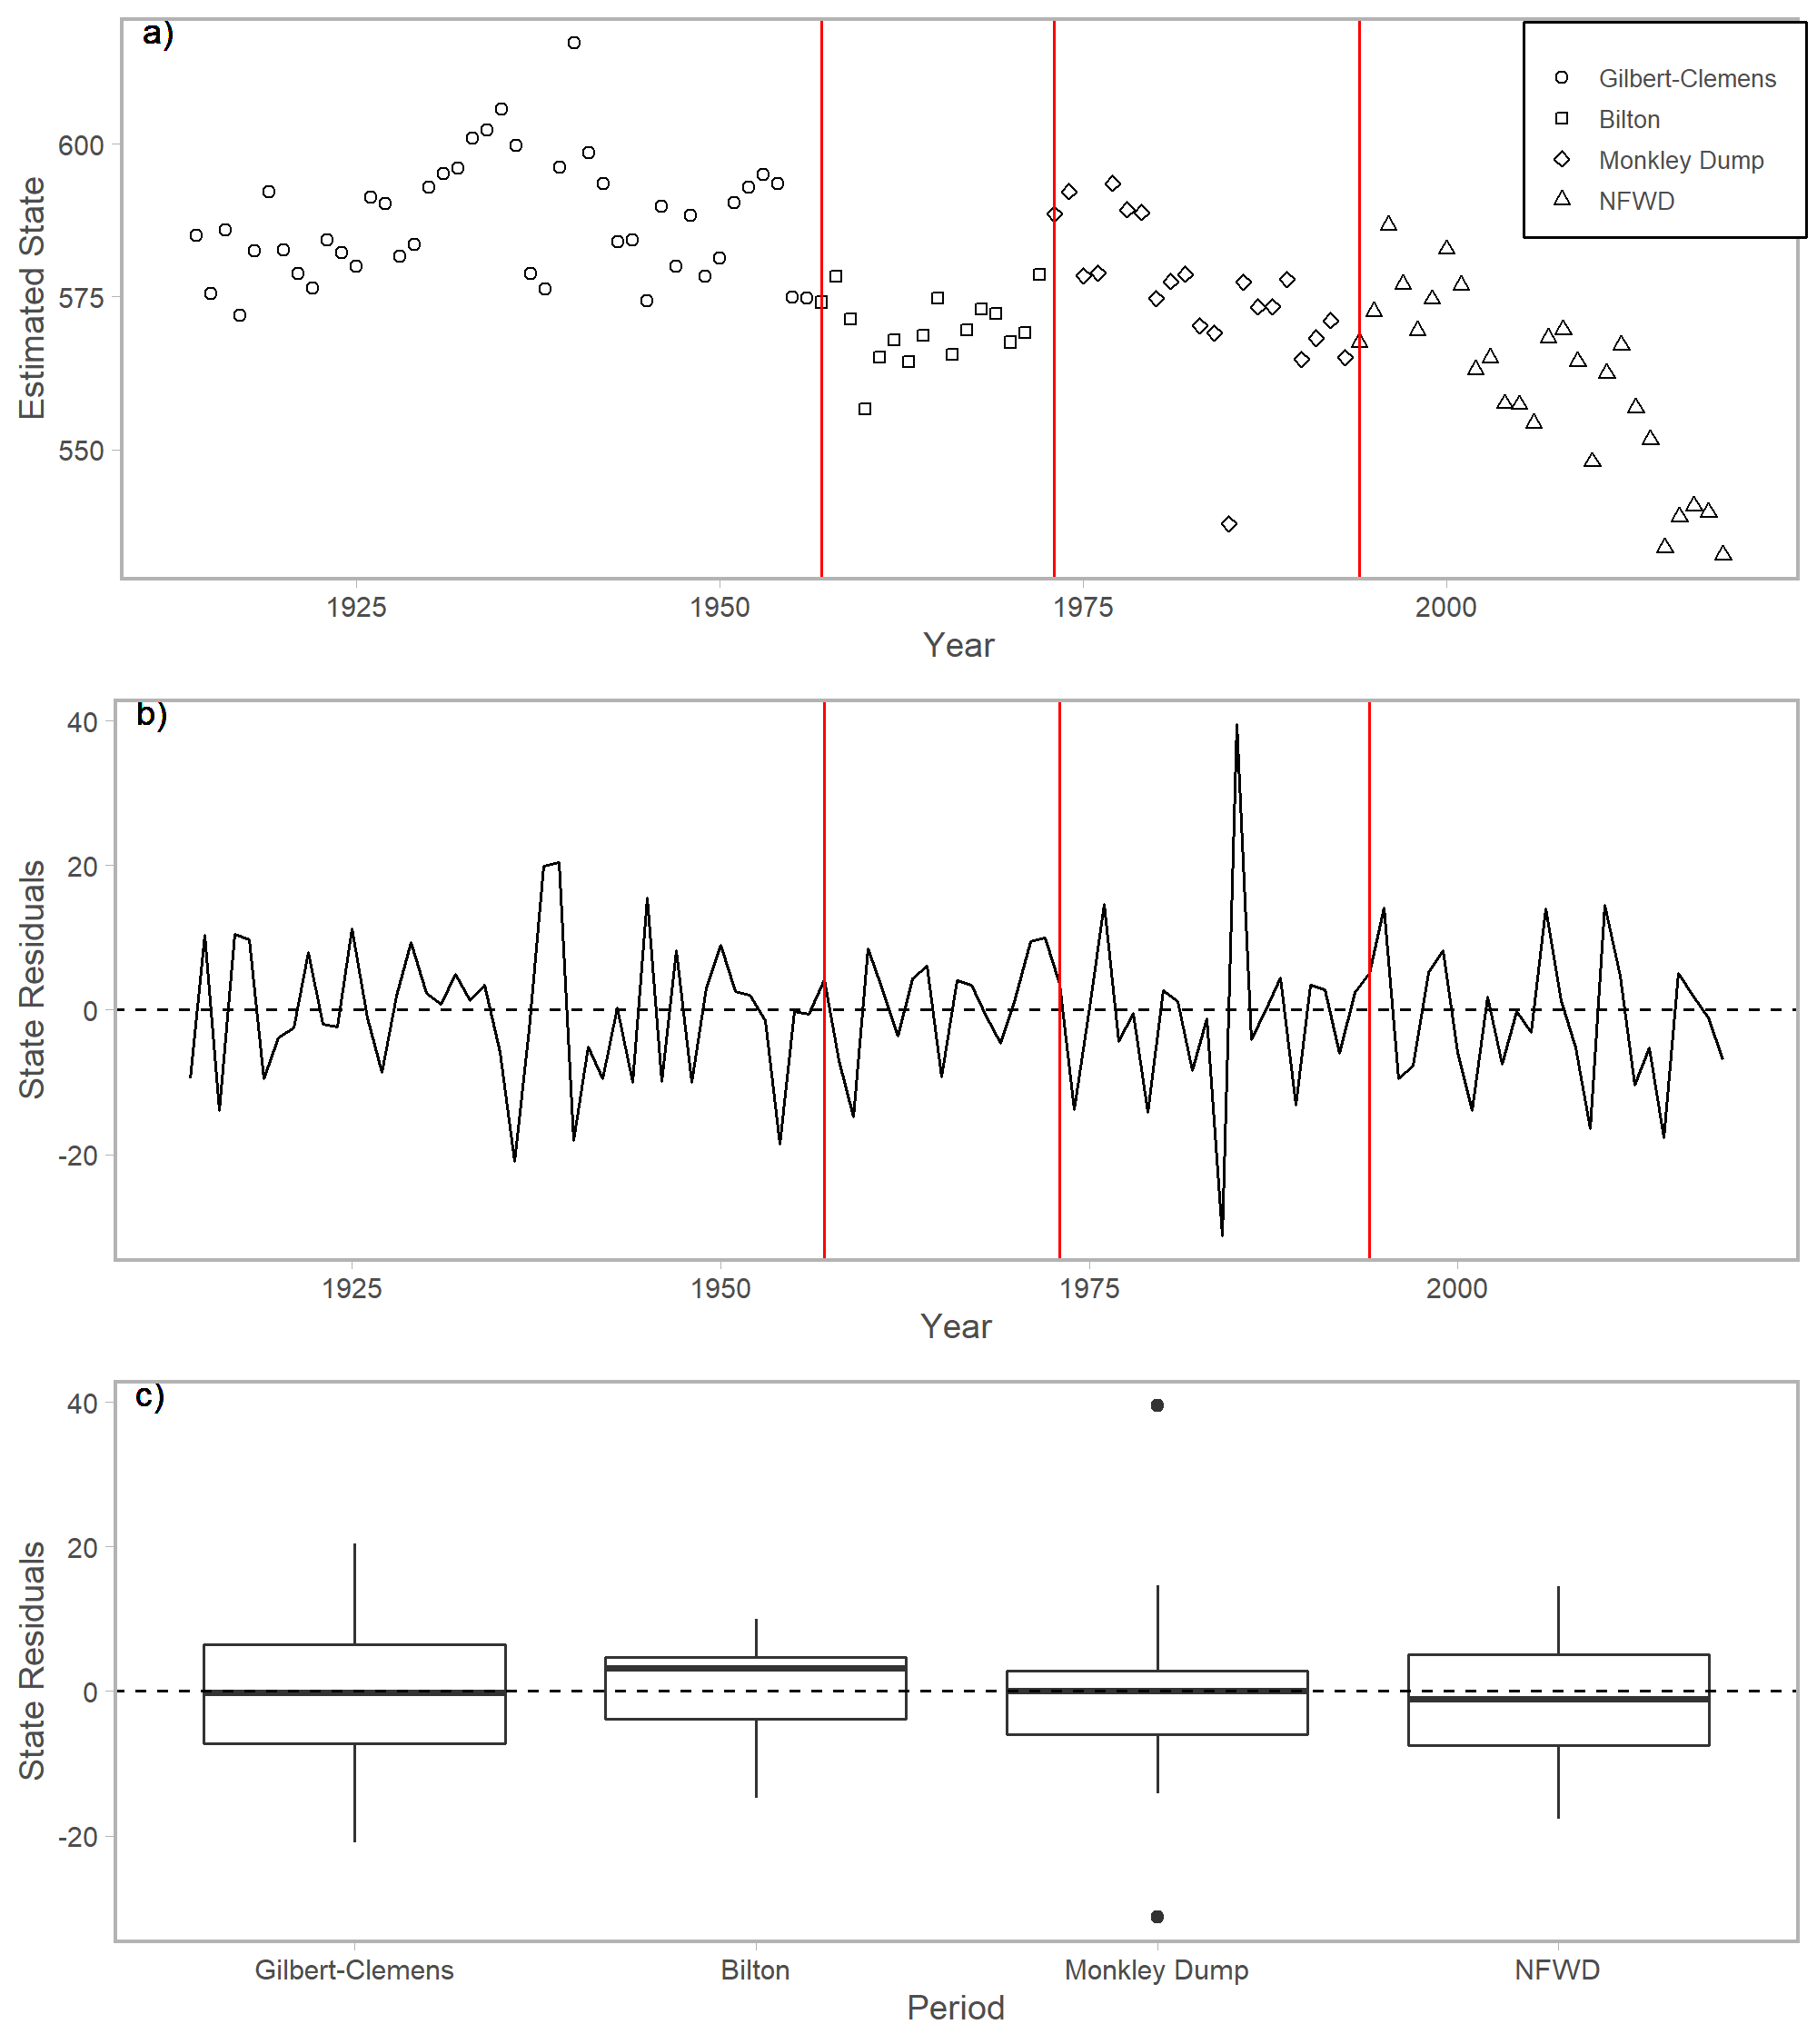 a)
Gilbert-Clemens
Bilton
Monkley Dump
NFWD
600
575
550
Estimated State
1925 1950 1975 2000
Year
b)
40
20
0
-20
State Residuals
1925 1950 1975 2000
Year
c)
40
20
0
-20
State Residuals
Gilbert-Clemens Bilton Monkley Dump NFWD
Period